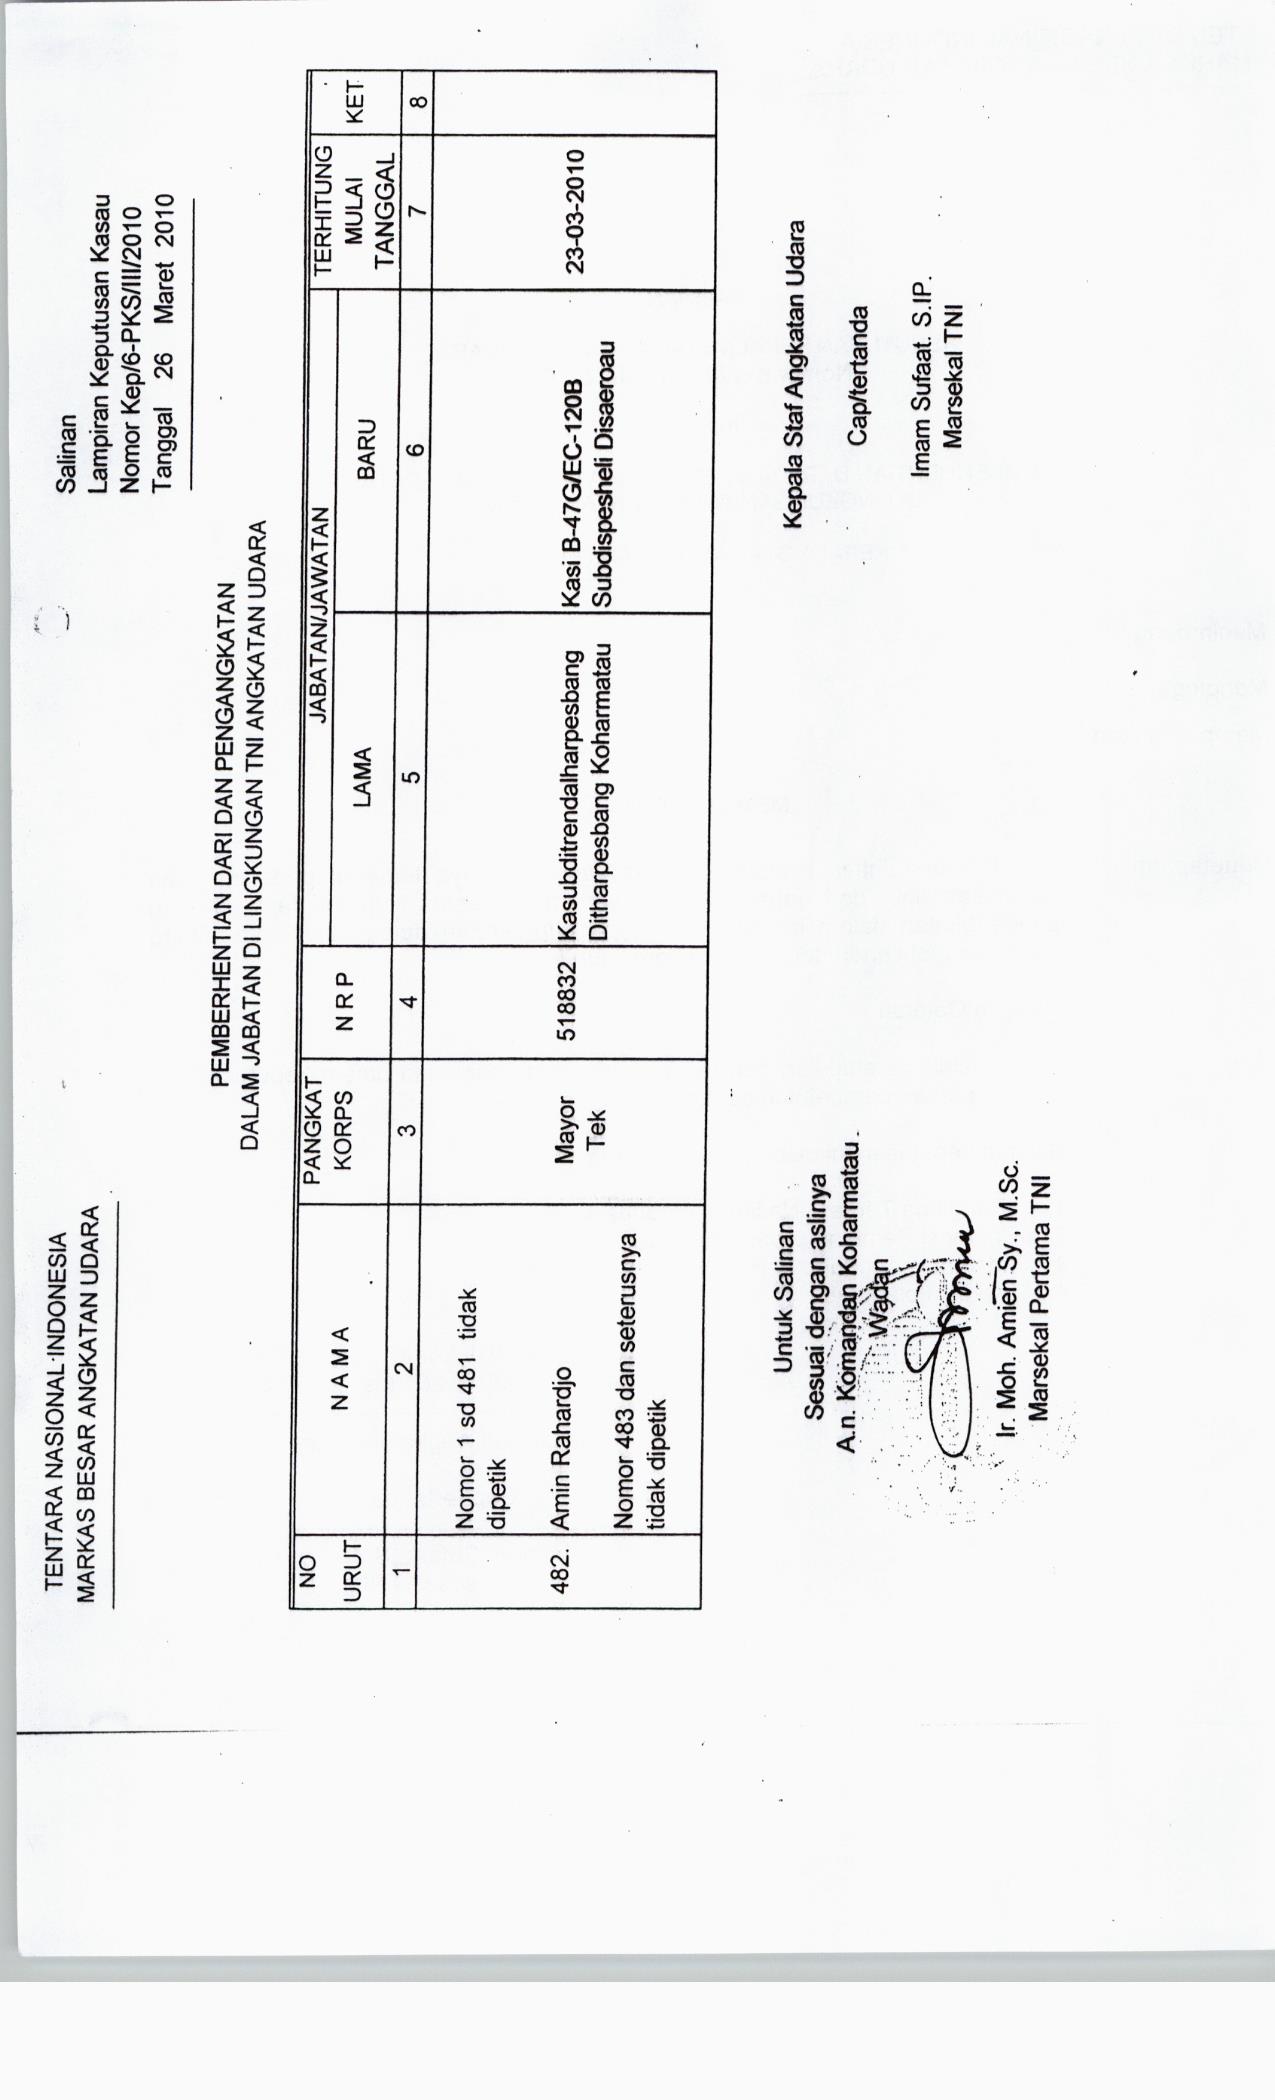 TENTARA NASIONAL INDONESIA
MARKAS BESAR ANGKATAN UDARA
Salinan
Lampiran Keputusan Kasau
Nomor Kep/6-PKS/III/2010
Tanggal 26 Maret 2010
PEMBERHENTIAN DARI DAN PENGANGKATAN
DALAM JABATAN DI LINGKUNGAN TNI ANGKATAN UDARA
NO URUT
N A M A
PANGKAT KORPS
N R P
JABATAN/JAWATAN
LAMA
BARU
TERHITUNG MULAI TANGGAL
KET
1 2 3 4 5 6 7 8
Nomor 1 sd 481 tidak
dipetik
482. Amin Rahardjo Mayor 518832 Kasubditrendalharpesbang Kasi B-47G/EC-120B 23-03-2010
Tek Ditharpesbang Koharmatau Subdispesheli Disaeroau
Nomor 483 dan seterusnya
tidak dipetik
Untuk Salinan
Sesuai dengan aslinya
A.n. Komandan Koharmatau
Wadan
Ir. Moh. Amien Sy., M.Sc.
Marsekal Pertama TNI
Kepala Staf Angkatan Udara
Cap/tertanda
Imam Sufaat. S.IP.
Marsekal TNI